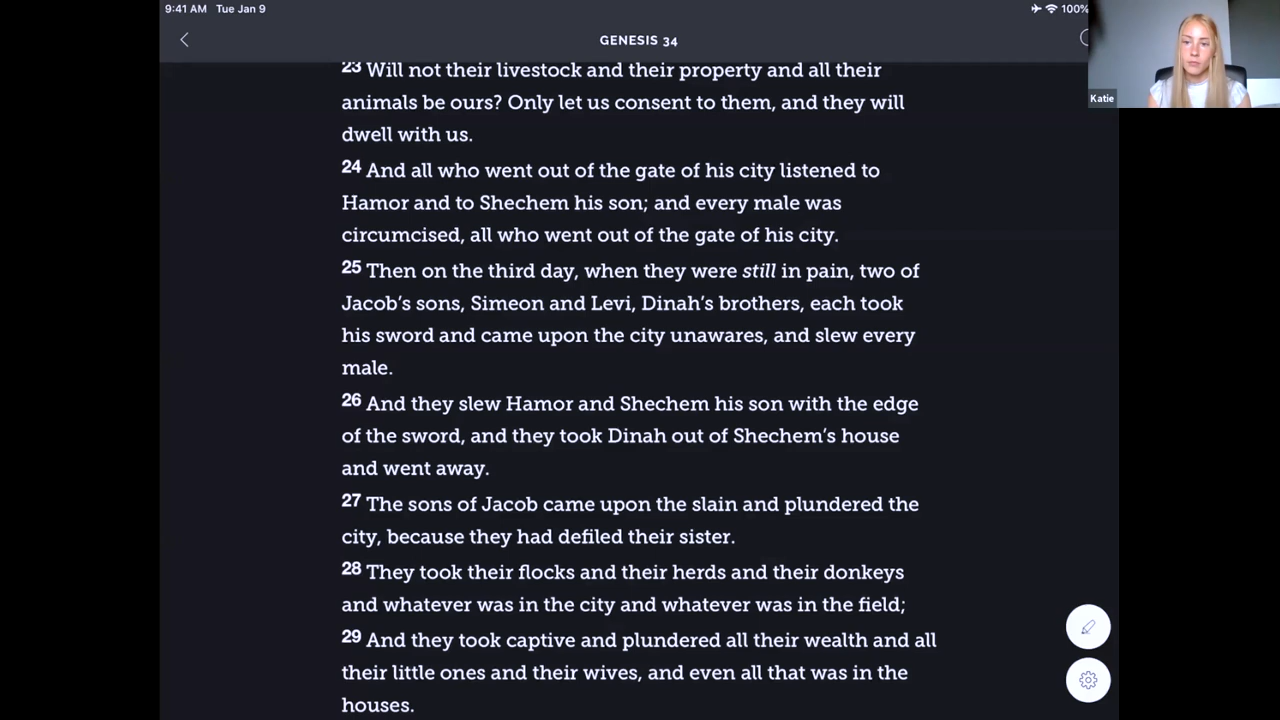 9:41 AM Tue Jan 9
100%
GENESIS 34
Katie
23 Will not their livestock and their property and all their
animals be ours? Only let us consent to them, and they will
dwell with us.
24 And all who went out of the gate of his city listened to
Hamor and to Shechem his son; and every male was
circumcised, all who went out of the gate of his city.
25 Then on the third day, when they were still in pain, two of
Jacob’s sons, Simeon and Levi, Dinah’s brothers, each took
his sword and came upon the city unawares, and slew every
male.
26 And they slew Hamor and Shechem his son with the edge
of the sword, and they took Dinah out of Shechem’s house
and went away.
27 The sons of Jacob came upon the slain and plundered the
city, because they had defiled their sister.
28 They took their flocks and their herds and their donkeys
and whatever was in the city and whatever was in the field;
29 And they took captive and plundered all their wealth and all
their little ones and their wives, and even all that was in the
houses.